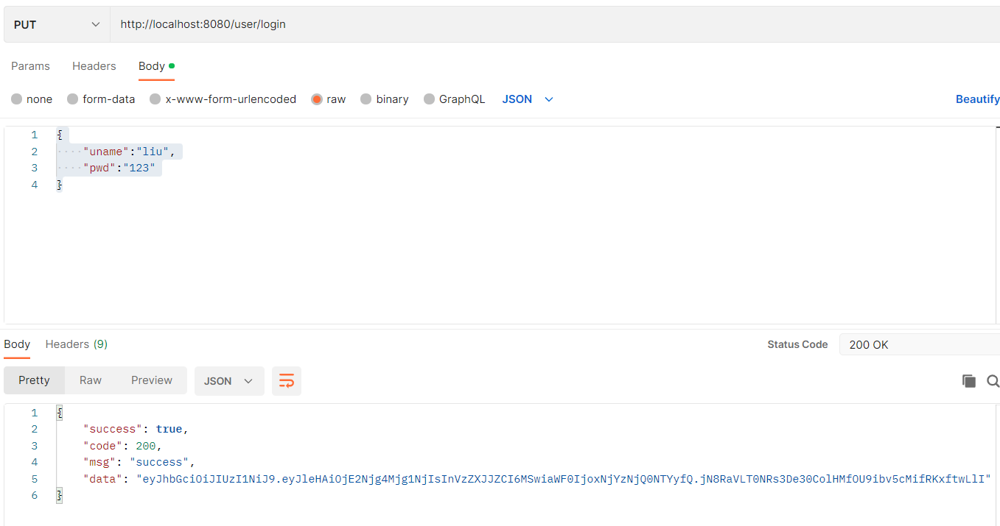 PUT http://localhost:8080/user/login
Params Headers Body
none form-data x-www-form-urlencoded raw binary GraphQL JSON Beautify
1 {
2 ····"uname":"liu",
3 ····"pwd":"123"
4 }
Body Headers (9) Status Code 200 OK
Pretty Raw Preview JSON
1 {
2 "success": true,
3 "code": 200,
4 "msg": "success",
5 "data": "eyJhbGciOiJIUzI1NiJ9.eyJleHAiOjE2Njg4Mjg1NjIsInVzZXJJZCI6MSwiaWF0IjoxNjYzNjQ0NTYyfQ.jN8RaVLT0NRs3De30ColHMfOU9ibv5cMifRKxftwLlI"
6 }